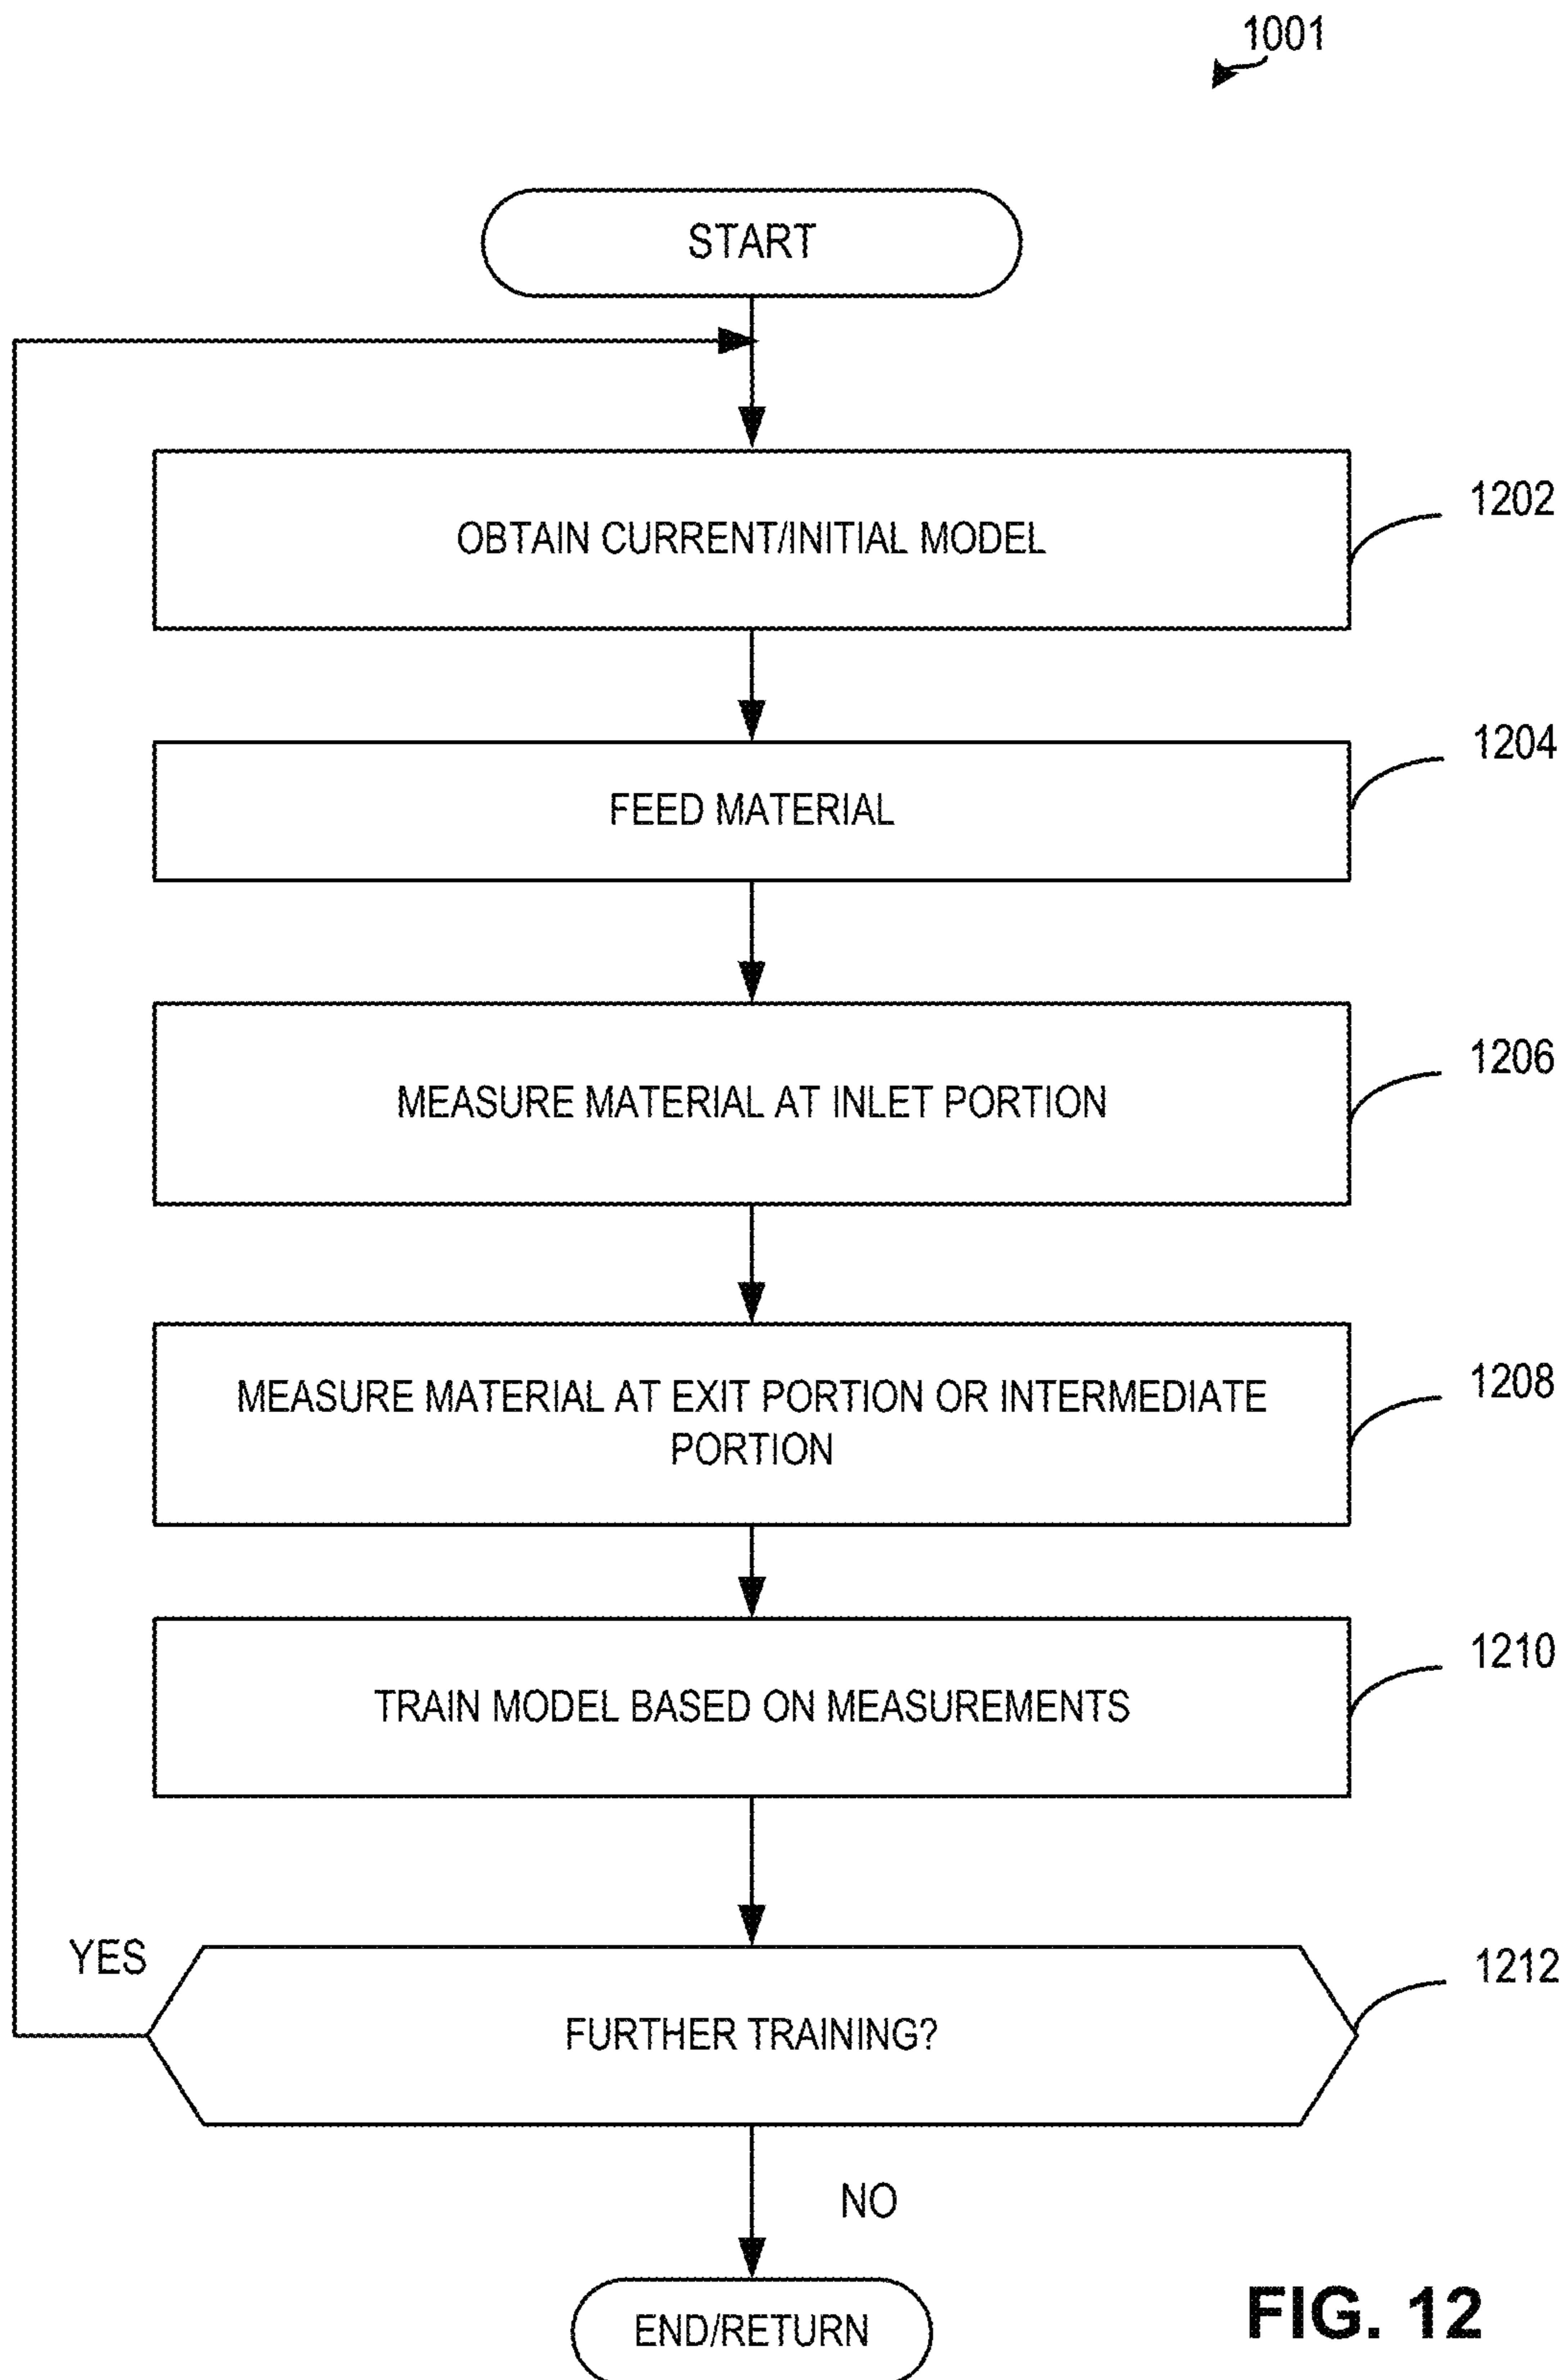 1001
START
OBTAIN CURRENT/INITIAL MODEL
1202
FEED MATERIAL
1204
MEASURE MATERIAL AT INLET PORTION
1206
MEASURE MATERIAL AT EXIT PORTION OR INTERMEDIATE
PORTION
1208
TRAIN MODEL BASED ON MEASUREMENTS
1210
YES
FURTHER TRAINING?
1212
NO
END/RETURN
FIG. 12